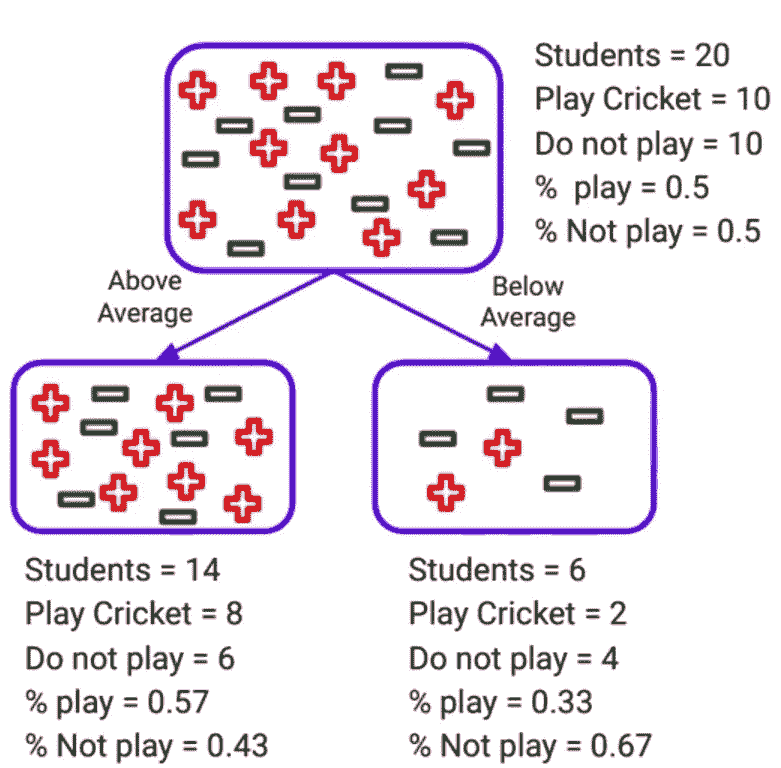 Students = 20
Play Cricket = 10
Do not play = 10
% play = 0.5
% Not play = 0.5
Above
Average
Below
Average
Students = 14
Play Cricket = 8
Do not play = 6
% play = 0.57
% Not play = 0.43
Students = 6
Play Cricket = 2
Do not play = 4
% play = 0.33
% Not play = 0.67